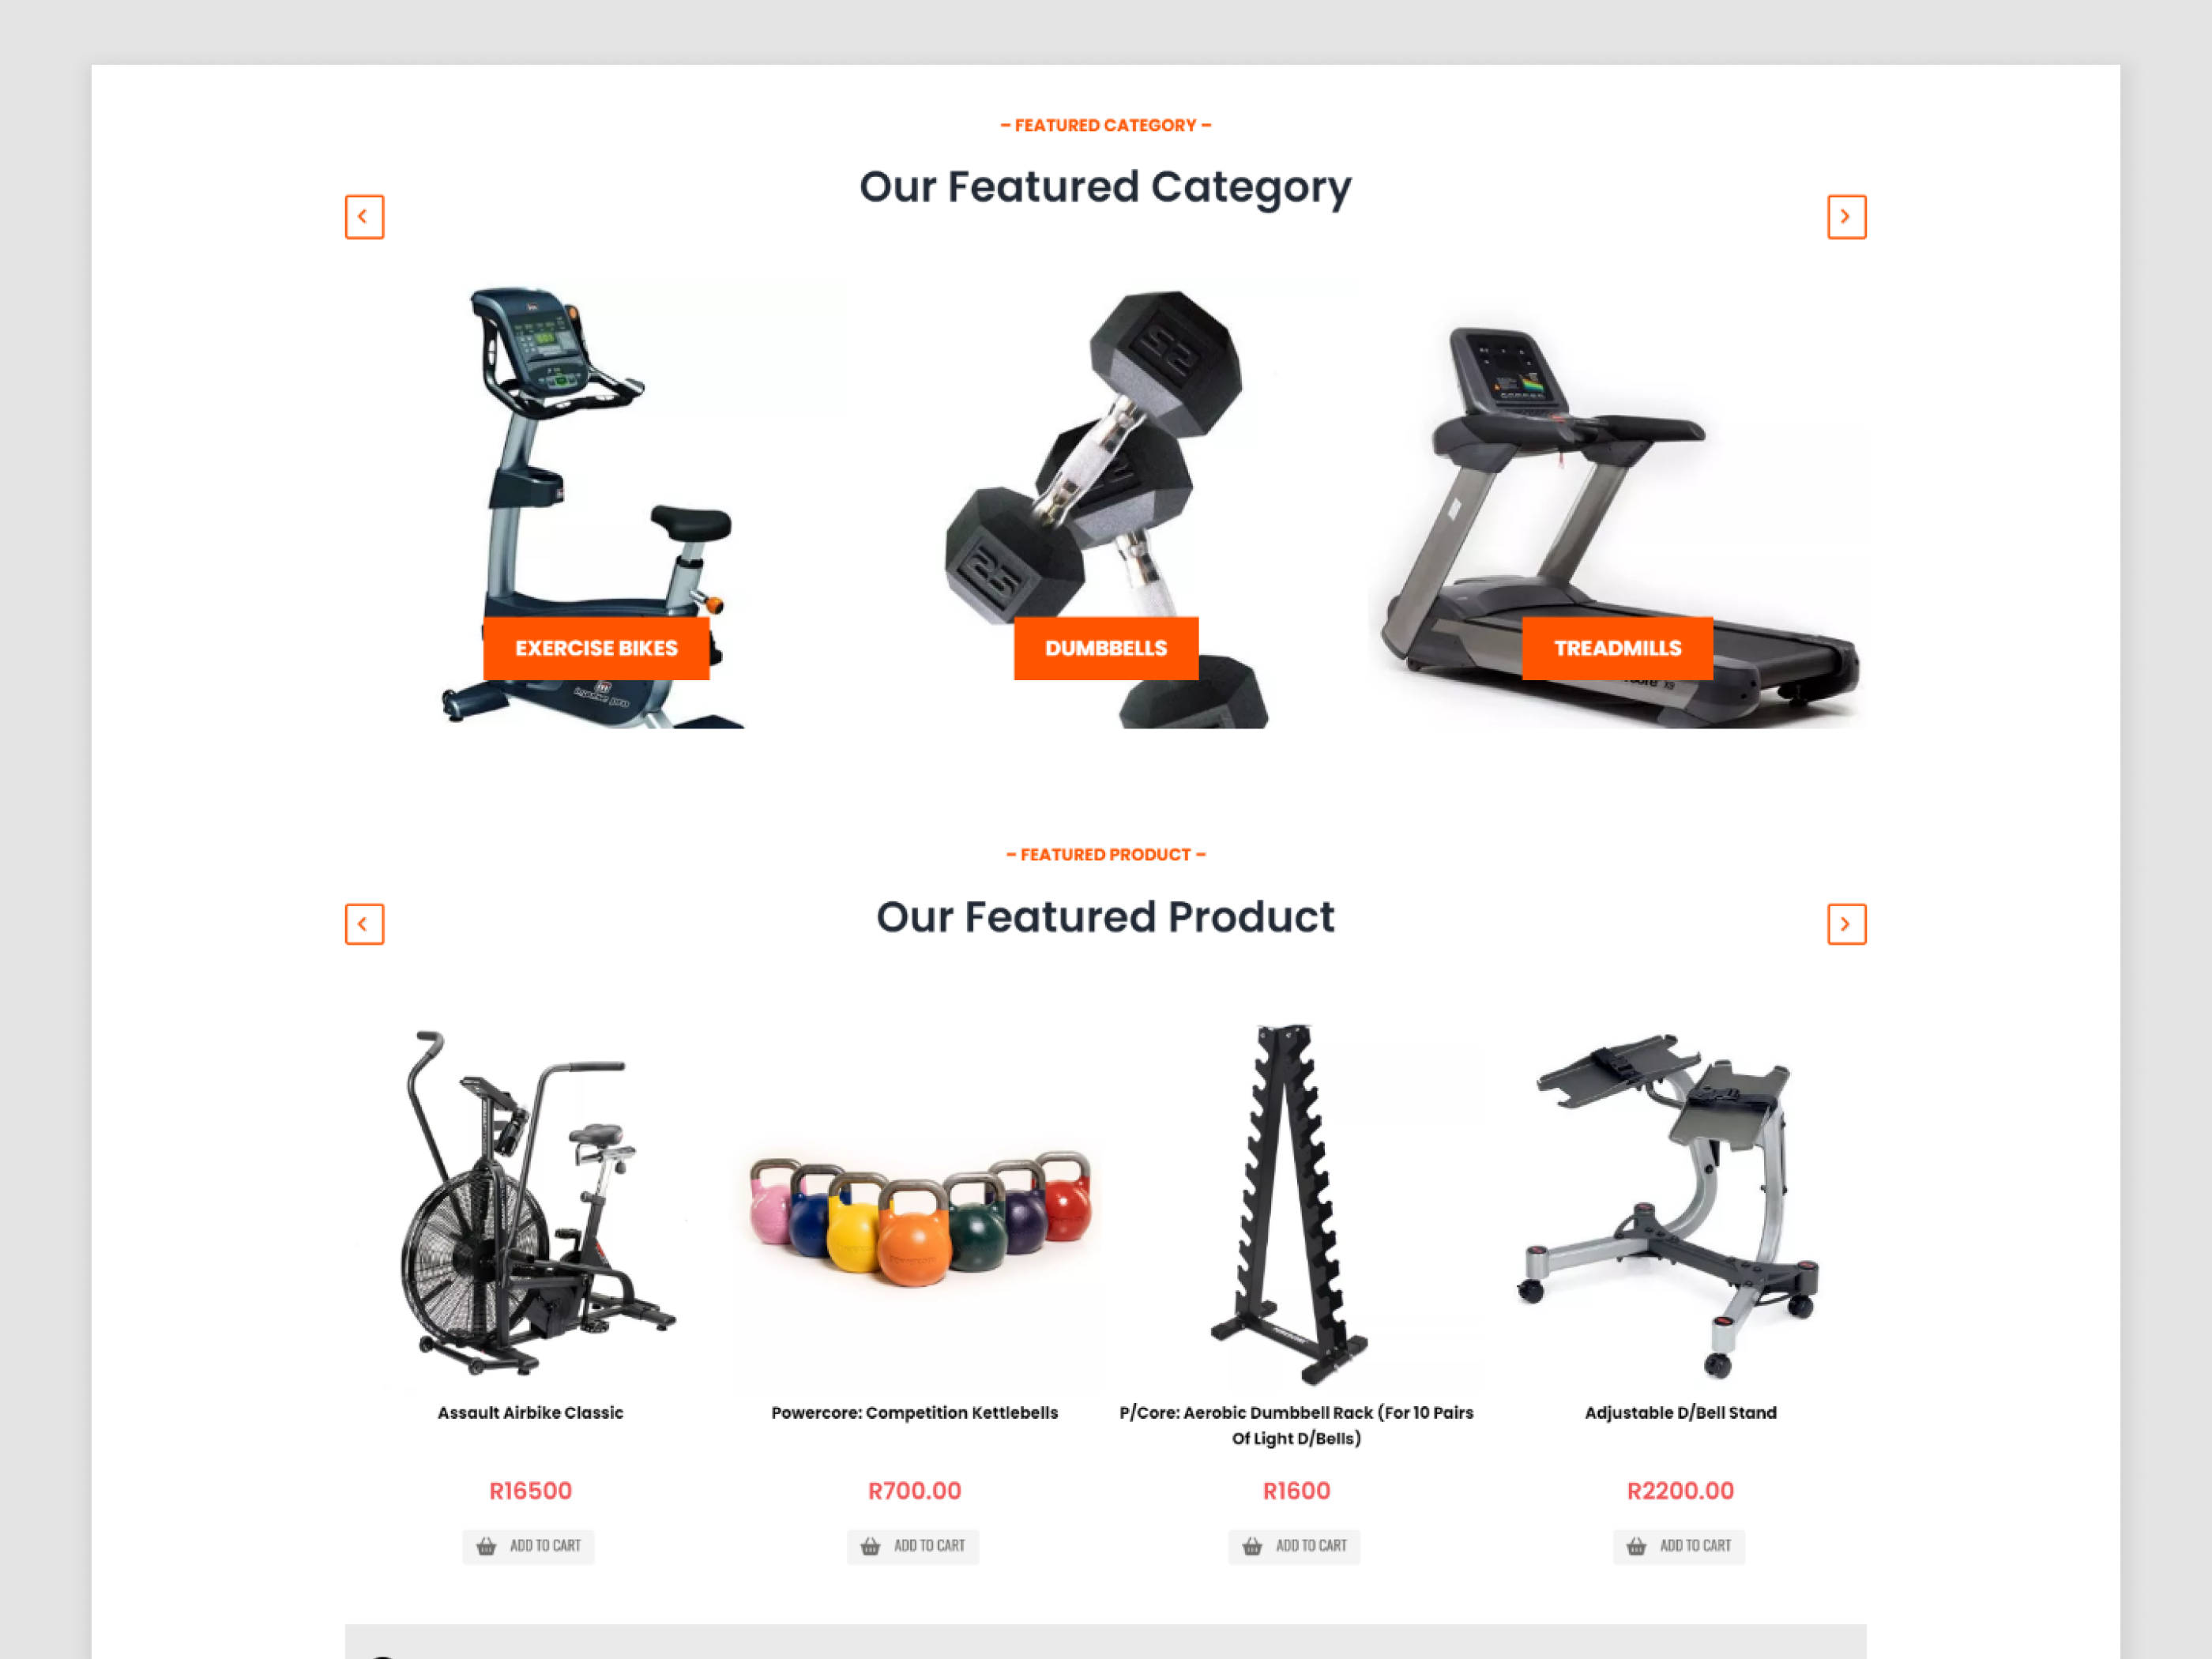 – FEATURED CATEGORY –
Our Featured Category
52
25
EXERCISE BIKES
DUMBBELLS
TREADMILLS
– FEATURED PRODUCT –
Our Featured Product
Assault Airbike Classic
Powercore: Competition Kettlebells
P/Core: Aerobic Dumbbell Rack (For 10 Pairs
Of Light D/Bells)
Adjustable D/Bell Stand
R16500
R700.00
R1600
R2200.00
ADD TO CART
ADD TO CART
ADD TO CART
ADD TO CART